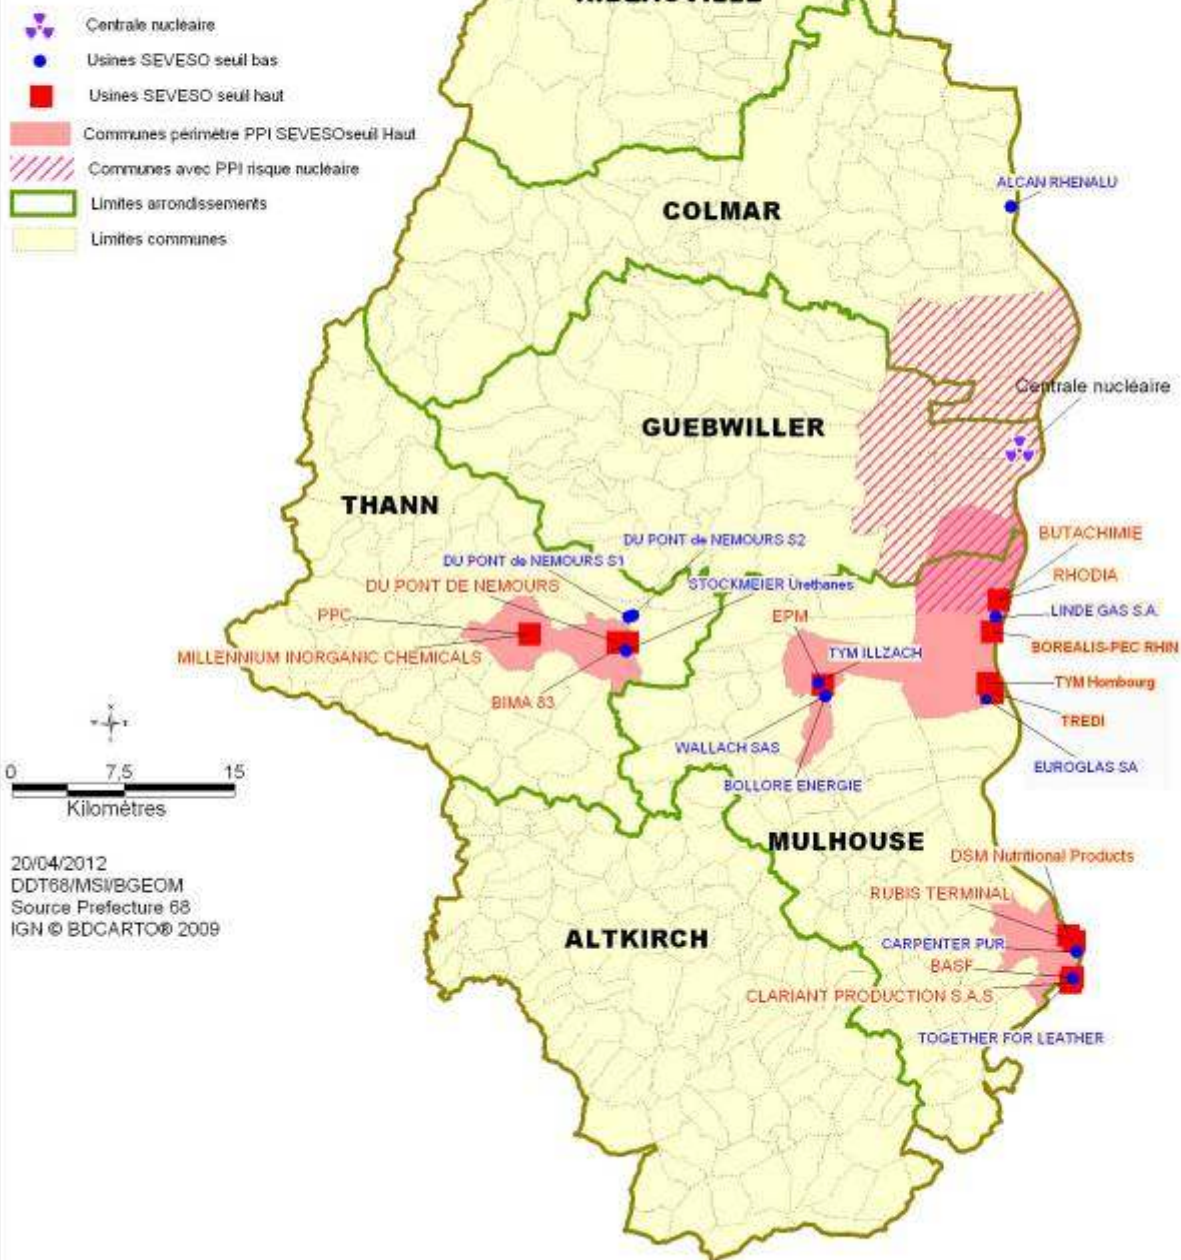 Centrale nucléaire
Usines SEVESO seuil bas
Usines SEVESO seuil haut
Communes périmètre PPI SEVESOseuil Haut
Communes avec PPI risque nucléaire
Limites arrondissements
Limites communes
ALCAN RHENALU
COLMAR
Centrale nucléaire
GUEBWILLER
THANN
DU PONT de NEMOURS S2
DU PONT de NEMOURS S1
DU PONT DE NEMOURS
STOCKMEIER Urethanes
PPC
MILLENNIUM INORGANIC CHEMICALS
BIMA 83
EPM
TYM ILLZACH
WALLACH SAS
BOLLORE ENERGIE
BUTACHIMIE
RHODIA
LINDE GAS S.A.
BOREALIS-PEC RHIN
TYM Hombourg
TREDI
EUROGLAS SA
0 7,5 15
Kilomètres
20/04/2012
DDT68/MSI/BGEOM
Source Prefecture 68
IGN © BDCARTO® 2009
MULHOUSE
DSM Nutritional Products
RUBIS TERMINAL
CARPENTER PUR
BASF
CLARIANT PRODUCTION S.A.S
TOGETHER FOR LEATHER
ALTKIRCH